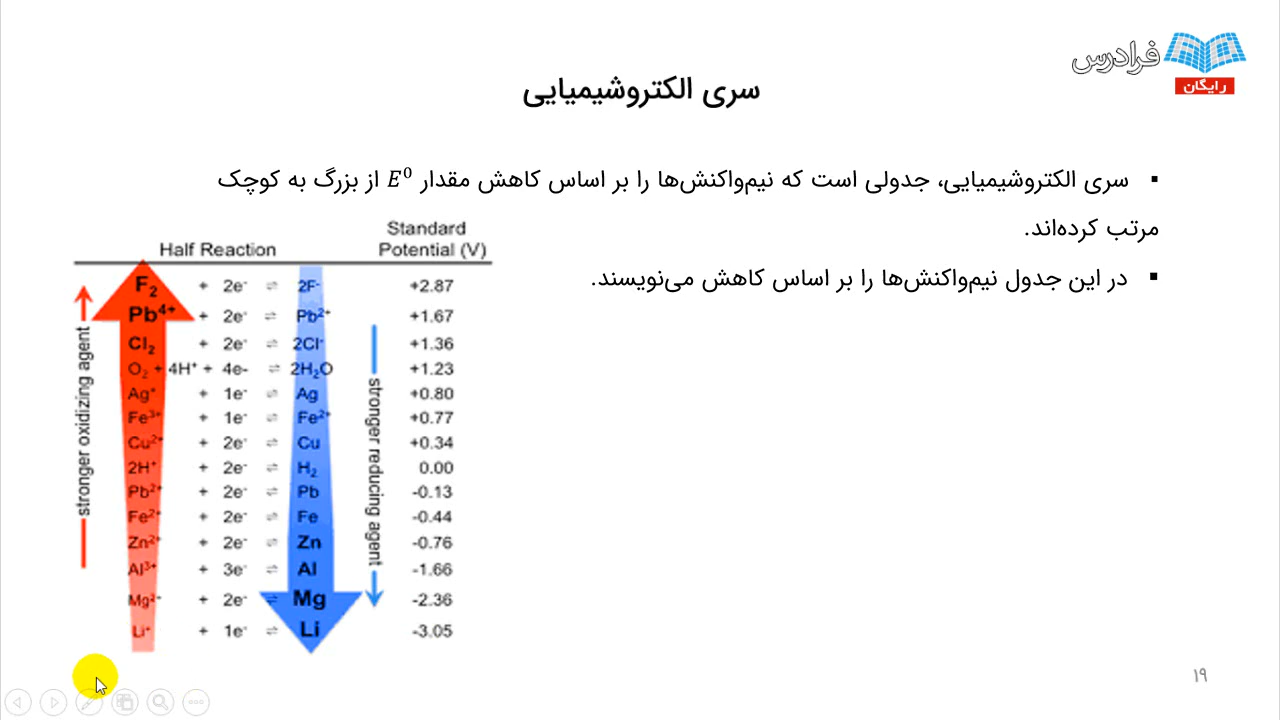 فرادرس
رایگان
سری الکتروشیمیایی
▪ سری الکتروشیمیایی، جدولی است که نیم‌واکنش‌ها را بر اساس کاهش مقدار E⁰ از بزرگ به کوچک
مرتب کرده‌اند.
▪ در این جدول نیم‌واکنش‌ها را بر اساس کاهش می‌نویسند.
Half Reaction Standard Potential (V)
F₂ + 2e⁻ ⇌ 2F⁻ +2.87
Pb⁴⁺ + 2e⁻ ⇌ Pb²⁺ +1.67
Cl₂ + 2e⁻ ⇌ 2Cl⁻ +1.36
O₂ + 4H⁺ + 4e- ⇌ 2H₂O +1.23
Ag⁺ + 1e⁻ ⇌ Ag +0.80
Fe³⁺ + 1e⁻ ⇌ Fe²⁺ +0.77
Cu²⁺ + 2e⁻ ⇌ Cu +0.34
2H⁺ + 2e⁻ ⇌ H₂ 0.00
Pb²⁺ + 2e⁻ ⇌ Pb -0.13
Fe²⁺ + 2e⁻ ⇌ Fe -0.44
Zn²⁺ + 2e⁻ ⇌ Zn -0.76
Al³⁺ + 3e⁻ ⇌ Al -1.66
Mg²⁺ + 2e⁻ ⇌ Mg -2.36
Li⁺ + 1e⁻ ⇌ Li -3.05
stronger oxidizing agent
stronger reducing agent
۱۹